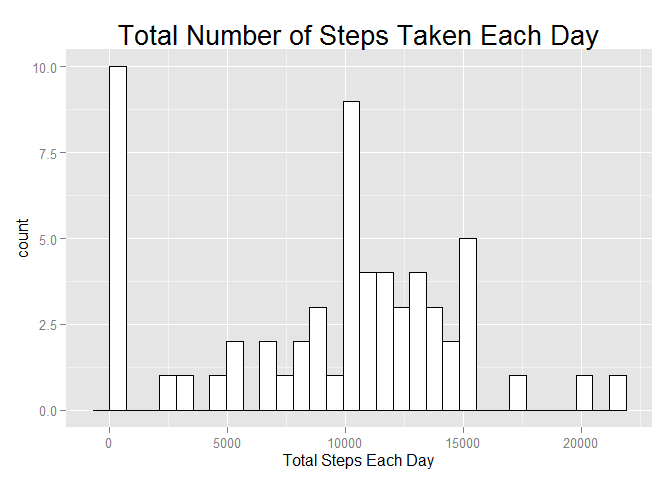 Total Number of Steps Taken Each Day
10.0
7.5
5.0
2.5
0.0
count
0 5000 10000 15000 20000
Total Steps Each Day